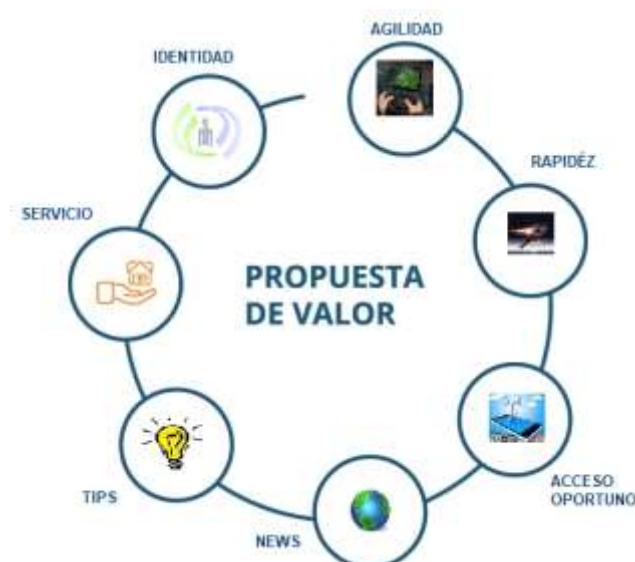 AGILIDAD
IDENTIDAD
RAPIDÉZ
SERVICIO
PROPUESTA
DE VALOR
ACCESO
OPORTUNO
TIPS
NEWS